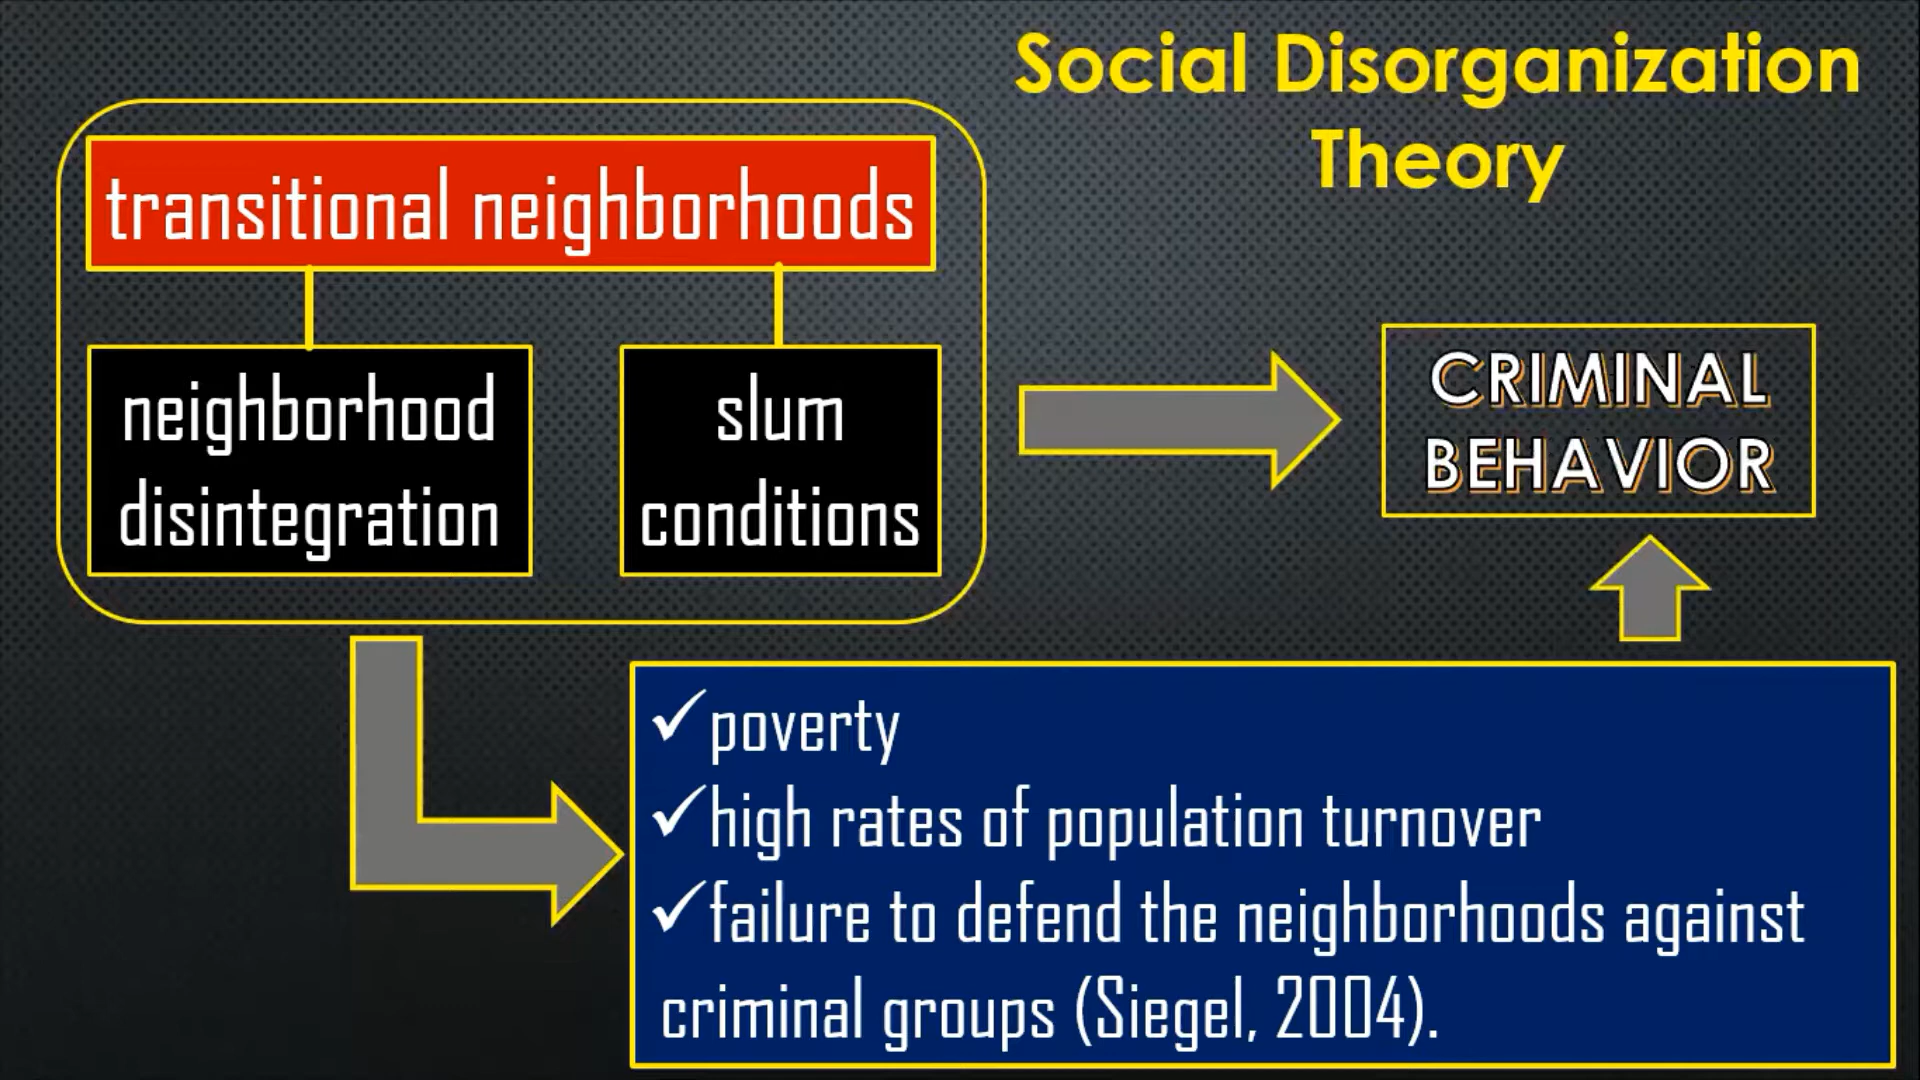 Social Disorganization
Theory
transitional neighborhoods
neighborhood
disintegration
slum
conditions
CRIMINAL
BEHAVIOR
✓poverty
✓high rates of population turnover
✓failure to defend the neighborhoods against
criminal groups (Siegel, 2004).